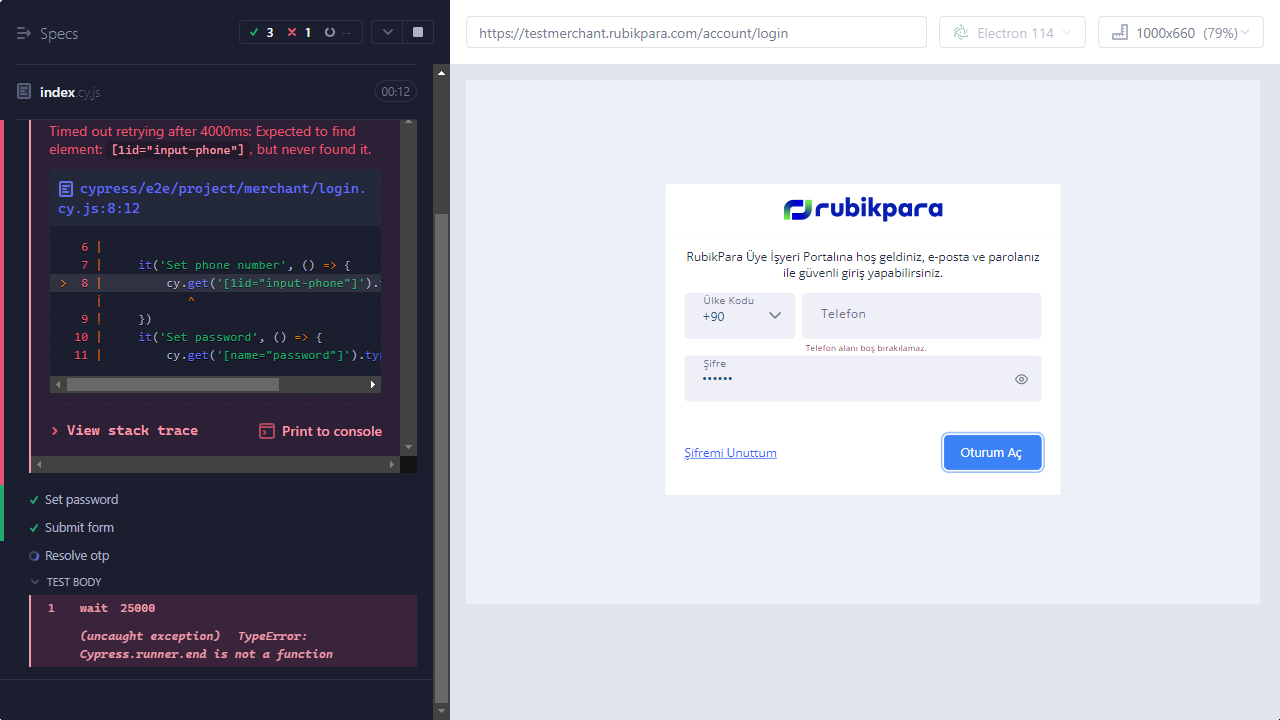 Specs
3
1
--
index.cy.js
00:12
Timed out retrying after 4000ms: Expected to find
element: [1id="input-phone"], but never found it.
cypress/e2e/project/merchant/login.
cy.js:8:12
6 |
7 | it('Set phone number', () => {
> 8 | cy.get('[1id="input-phone"]').
| ^
9 | })
10 | it('Set password', () => {
11 | cy.get('[name="password"]').typ
> View stack trace
Print to console
Set password
Submit form
Resolve otp
TEST BODY
1 wait 25000
(uncaught exception) TypeError:
Cypress.runner.end is not a function
https://testmerchant.rubikpara.com/account/login
Electron 114
1000x660 (79%)
rubikpara
RubikPara Üye İşyeri Portalına hoş geldiniz, e-posta ve parolanız
ile güvenli giriş yapabilirsiniz.
Ülke Kodu
+90
Telefon
Telefon alanı boş bırakılamaz.
Şifre
••••••
Şifremi Unuttum
Oturum Aç